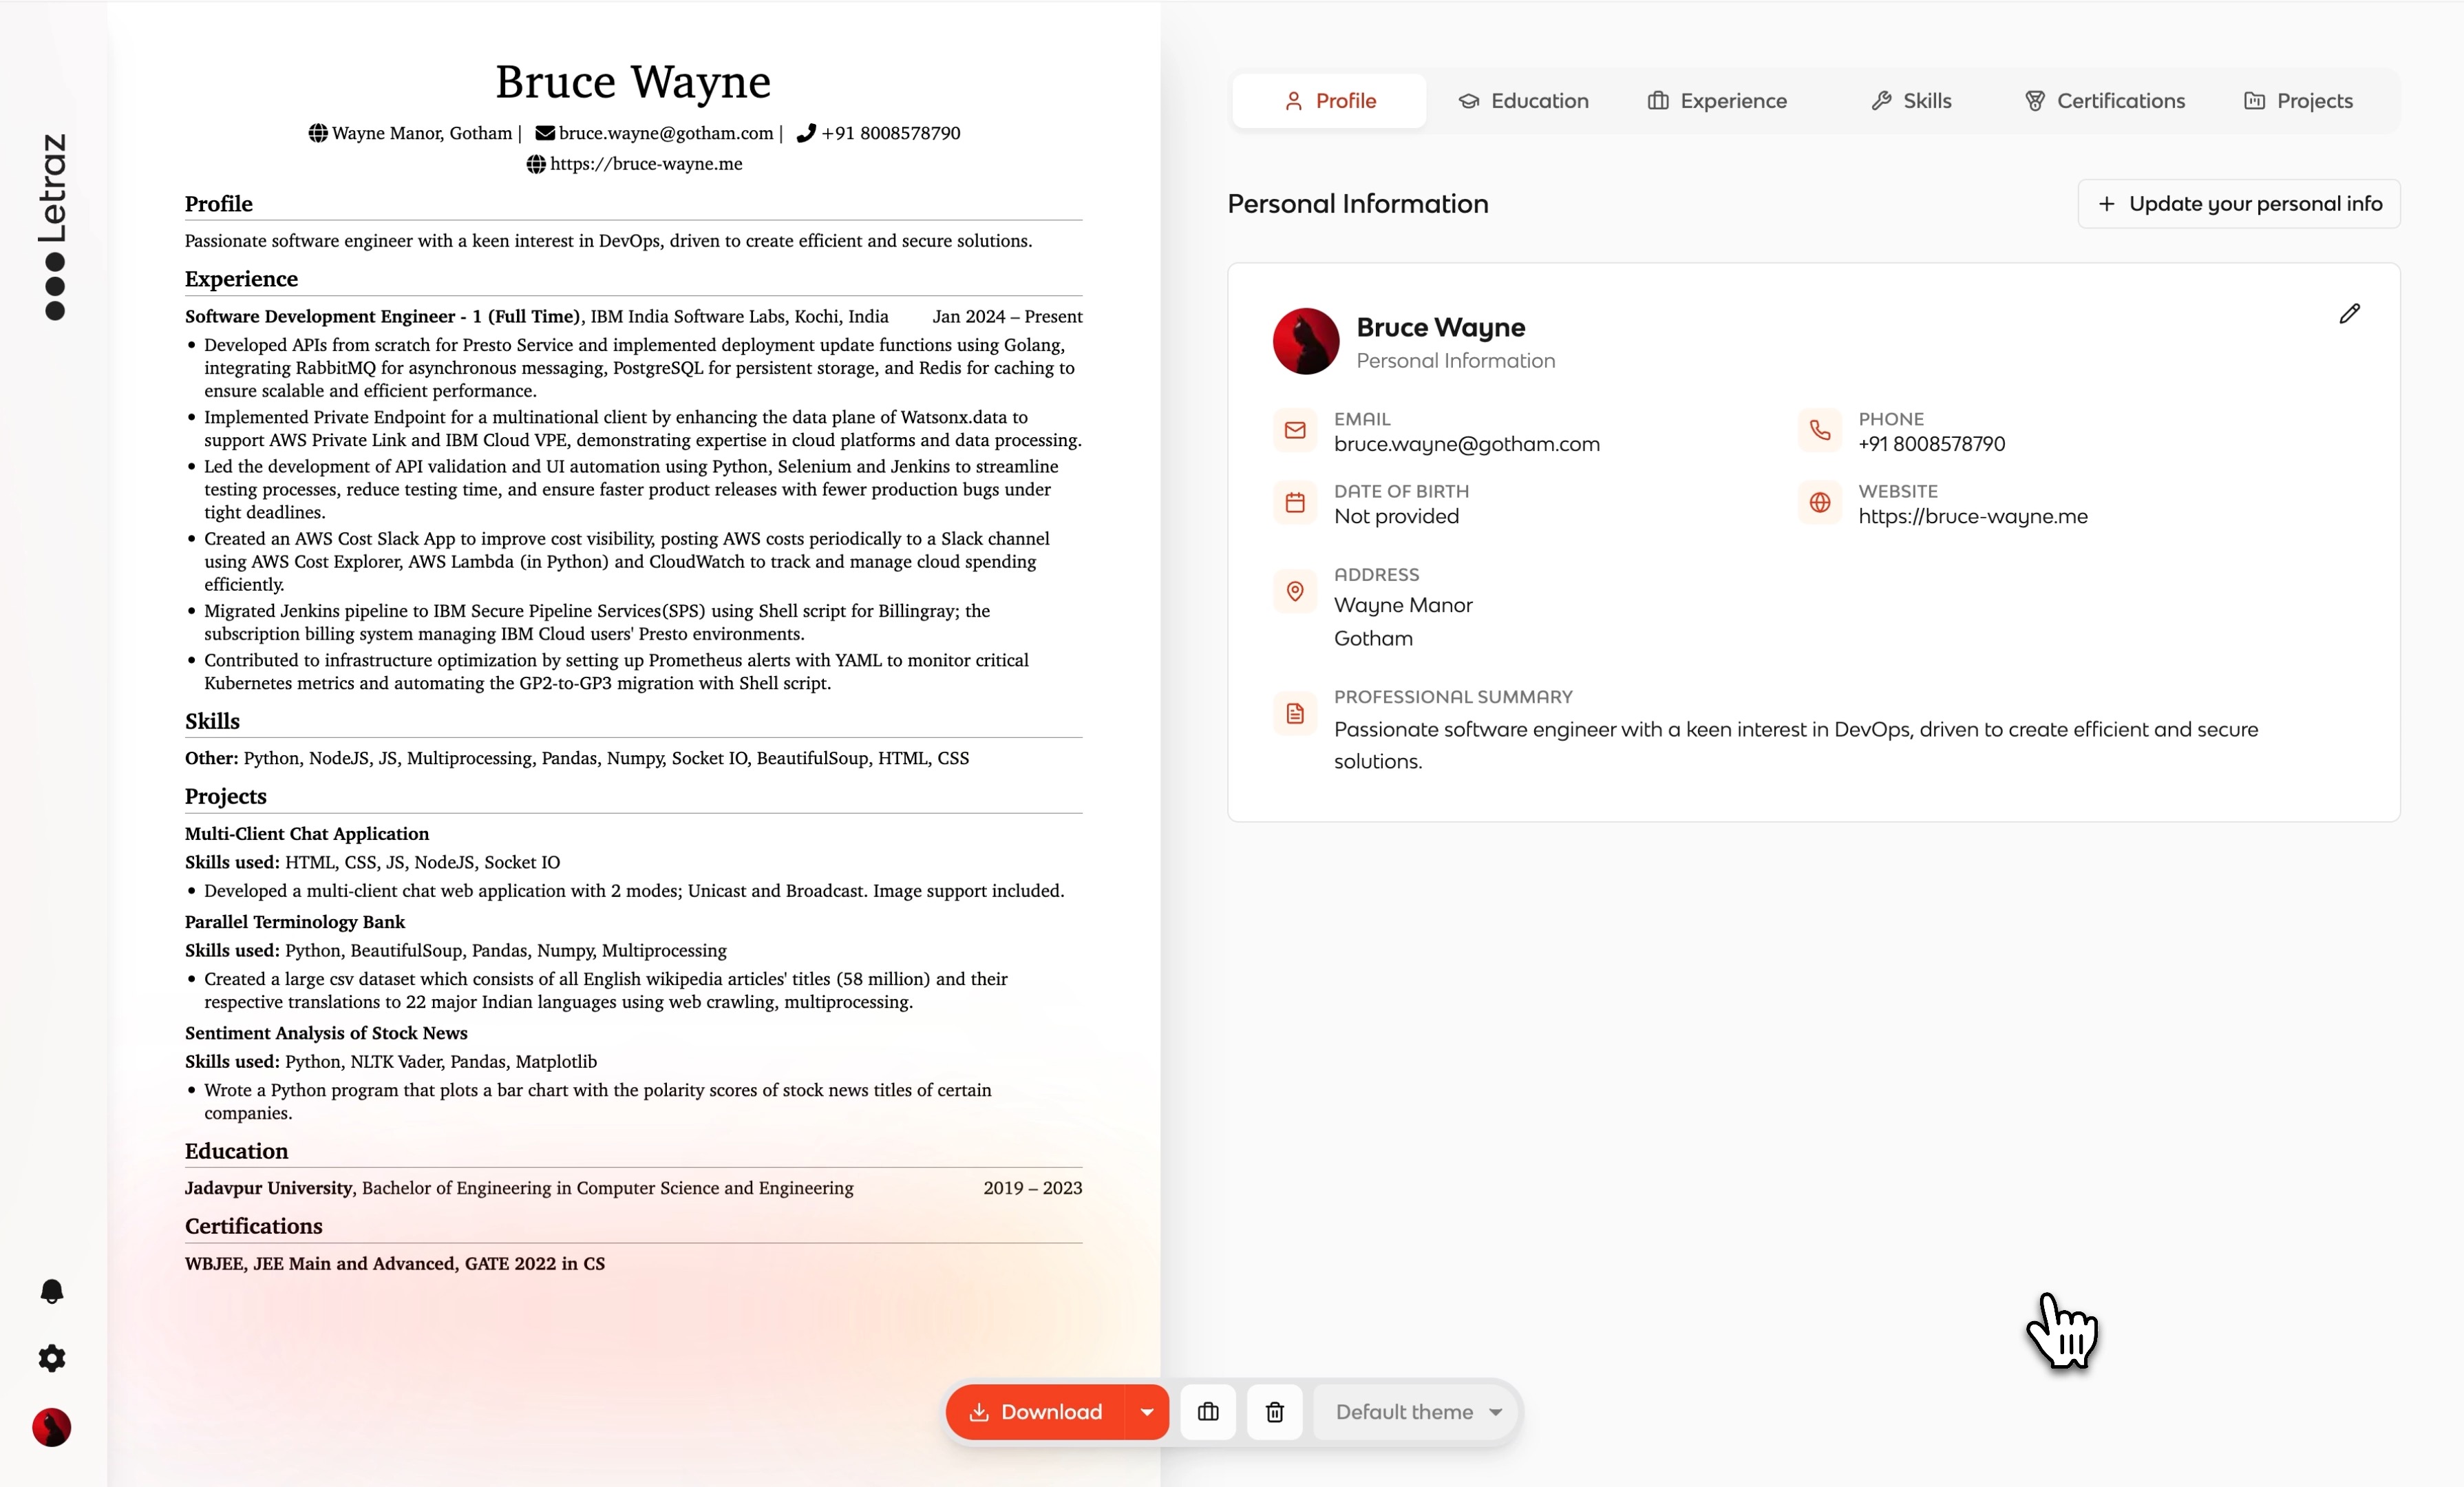 Letraz
Bruce Wayne
Wayne Manor, Gotham | bruce.wayne@gotham.com | +91 8008578790
https://bruce-wayne.me
Profile
Passionate software engineer with a keen interest in DevOps, driven to create efficient and secure solutions.
Experience
Software Development Engineer - 1 (Full Time), IBM India Software Labs, Kochi, India Jan 2024 – Present
• Developed APIs from scratch for Presto Service and implemented deployment update functions using Golang,
integrating RabbitMQ for asynchronous messaging, PostgreSQL for persistent storage, and Redis for caching to
ensure scalable and efficient performance.
• Implemented Private Endpoint for a multinational client by enhancing the data plane of Watsonx.data to
support AWS Private Link and IBM Cloud VPE, demonstrating expertise in cloud platforms and data processing.
• Led the development of API validation and UI automation using Python, Selenium and Jenkins to streamline
testing processes, reduce testing time, and ensure faster product releases with fewer production bugs under
tight deadlines.
• Created an AWS Cost Slack App to improve cost visibility, posting AWS costs periodically to a Slack channel
using AWS Cost Explorer, AWS Lambda (in Python) and CloudWatch to track and manage cloud spending
efficiently.
• Migrated Jenkins pipeline to IBM Secure Pipeline Services(SPS) using Shell script for Billingray; the
subscription billing system managing IBM Cloud users' Presto environments.
• Contributed to infrastructure optimization by setting up Prometheus alerts with YAML to monitor critical
Kubernetes metrics and automating the GP2-to-GP3 migration with Shell script.
Skills
Other: Python, NodeJS, JS, Multiprocessing, Pandas, Numpy, Socket IO, BeautifulSoup, HTML, CSS
Projects
Multi-Client Chat Application
Skills used: HTML, CSS, JS, NodeJS, Socket IO
• Developed a multi-client chat web application with 2 modes; Unicast and Broadcast. Image support included.
Parallel Terminology Bank
Skills used: Python, BeautifulSoup, Pandas, Numpy, Multiprocessing
• Created a large csv dataset which consists of all English wikipedia articles' titles (58 million) and their
respective translations to 22 major Indian languages using web crawling, multiprocessing.
Sentiment Analysis of Stock News
Skills used: Python, NLTK Vader, Pandas, Matplotlib
• Wrote a Python program that plots a bar chart with the polarity scores of stock news titles of certain
companies.
Education
Jadavpur University, Bachelor of Engineering in Computer Science and Engineering 2019 – 2023
Certifications
WBJEE, JEE Main and Advanced, GATE 2022 in CS
Profile Education Experience Skills Certifications Projects
Personal Information
+ Update your personal info
Bruce Wayne
Personal Information
EMAIL
bruce.wayne@gotham.com
PHONE
+91 8008578790
DATE OF BIRTH
Not provided
WEBSITE
https://bruce-wayne.me
ADDRESS
Wayne Manor
Gotham
PROFESSIONAL SUMMARY
Passionate software engineer with a keen interest in DevOps, driven to create efficient and secure
solutions.
Download
Default theme